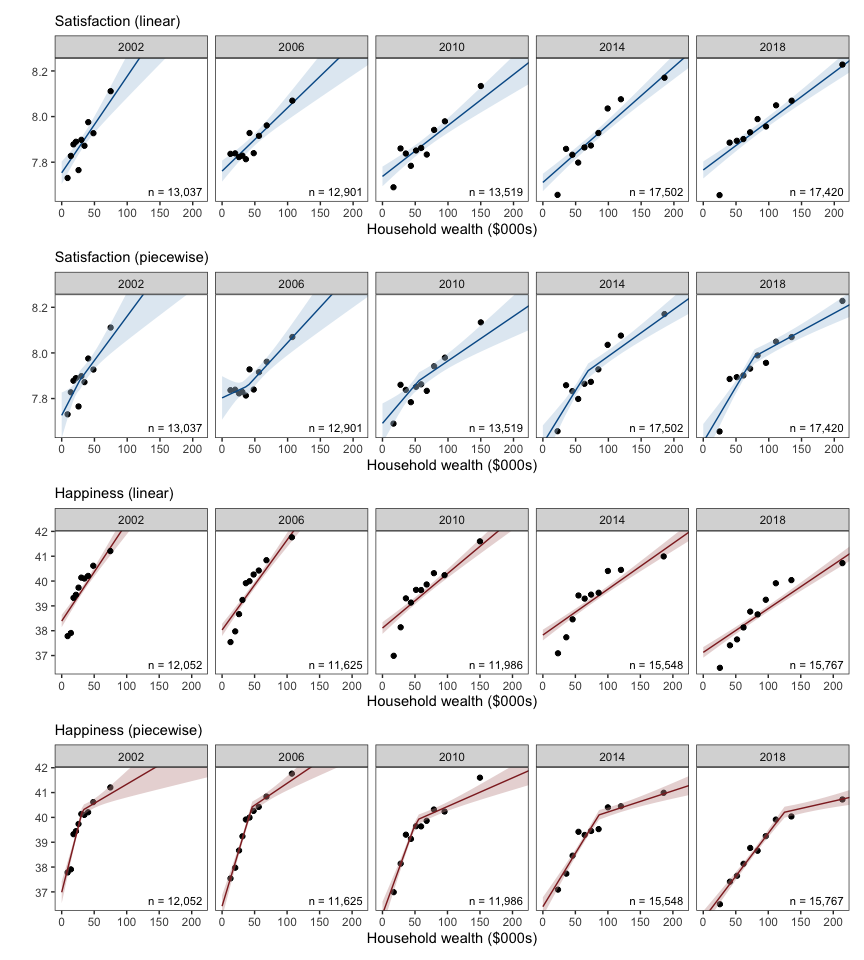 Satisfaction (linear)
2002 2006 2010 2014 2018
8.2
8.0
7.8
n = 13,037 n = 12,901 n = 13,519 n = 17,502 n = 17,420
0 50 100 150 200 0 50 100 150 200 0 50 100 150 200 0 50 100 150 200 0 50 100 150 200
Household wealth ($000s)
Satisfaction (piecewise)
2002 2006 2010 2014 2018
8.2
8.0
7.8
n = 13,037 n = 12,901 n = 13,519 n = 17,502 n = 17,420
0 50 100 150 200 0 50 100 150 200 0 50 100 150 200 0 50 100 150 200 0 50 100 150 200
Household wealth ($000s)
Happiness (linear)
2002 2006 2010 2014 2018
42
41
40
39
38
37
n = 12,052 n = 11,625 n = 11,986 n = 15,548 n = 15,767
0 50 100 150 200 0 50 100 150 200 0 50 100 150 200 0 50 100 150 200 0 50 100 150 200
Household wealth ($000s)
Happiness (piecewise)
2002 2006 2010 2014 2018
42
41
40
39
38
37
n = 12,052 n = 11,625 n = 11,986 n = 15,548 n = 15,767
0 50 100 150 200 0 50 100 150 200 0 50 100 150 200 0 50 100 150 200 0 50 100 150 200
Household wealth ($000s)